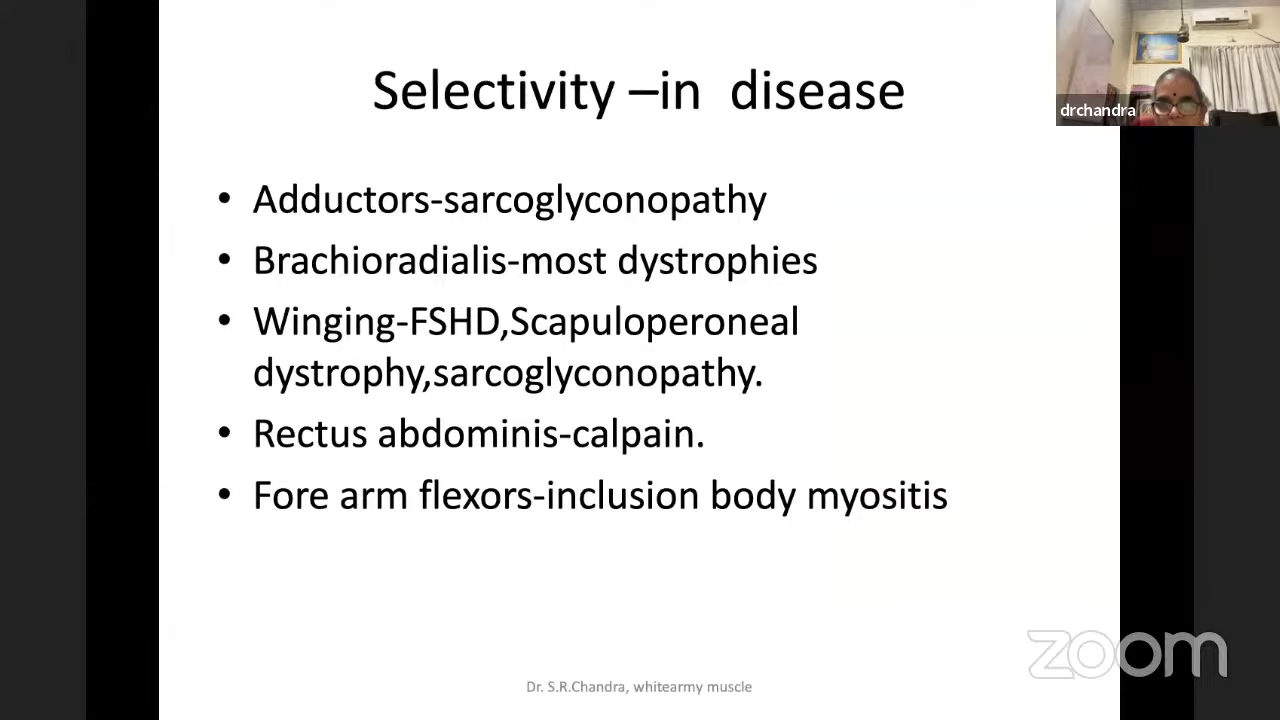 Selectivity –in disease
drchandra
• Adductors-sarcoglyconopathy
• Brachioradialis-most dystrophies
• Winging-FSHD,Scapuloperoneal
dystrophy,sarcoglyconopathy.
• Rectus abdominis-calpain.
• Fore arm flexors-inclusion body myositis
zoom
Dr. S.R.Chandra, whitearmy muscle